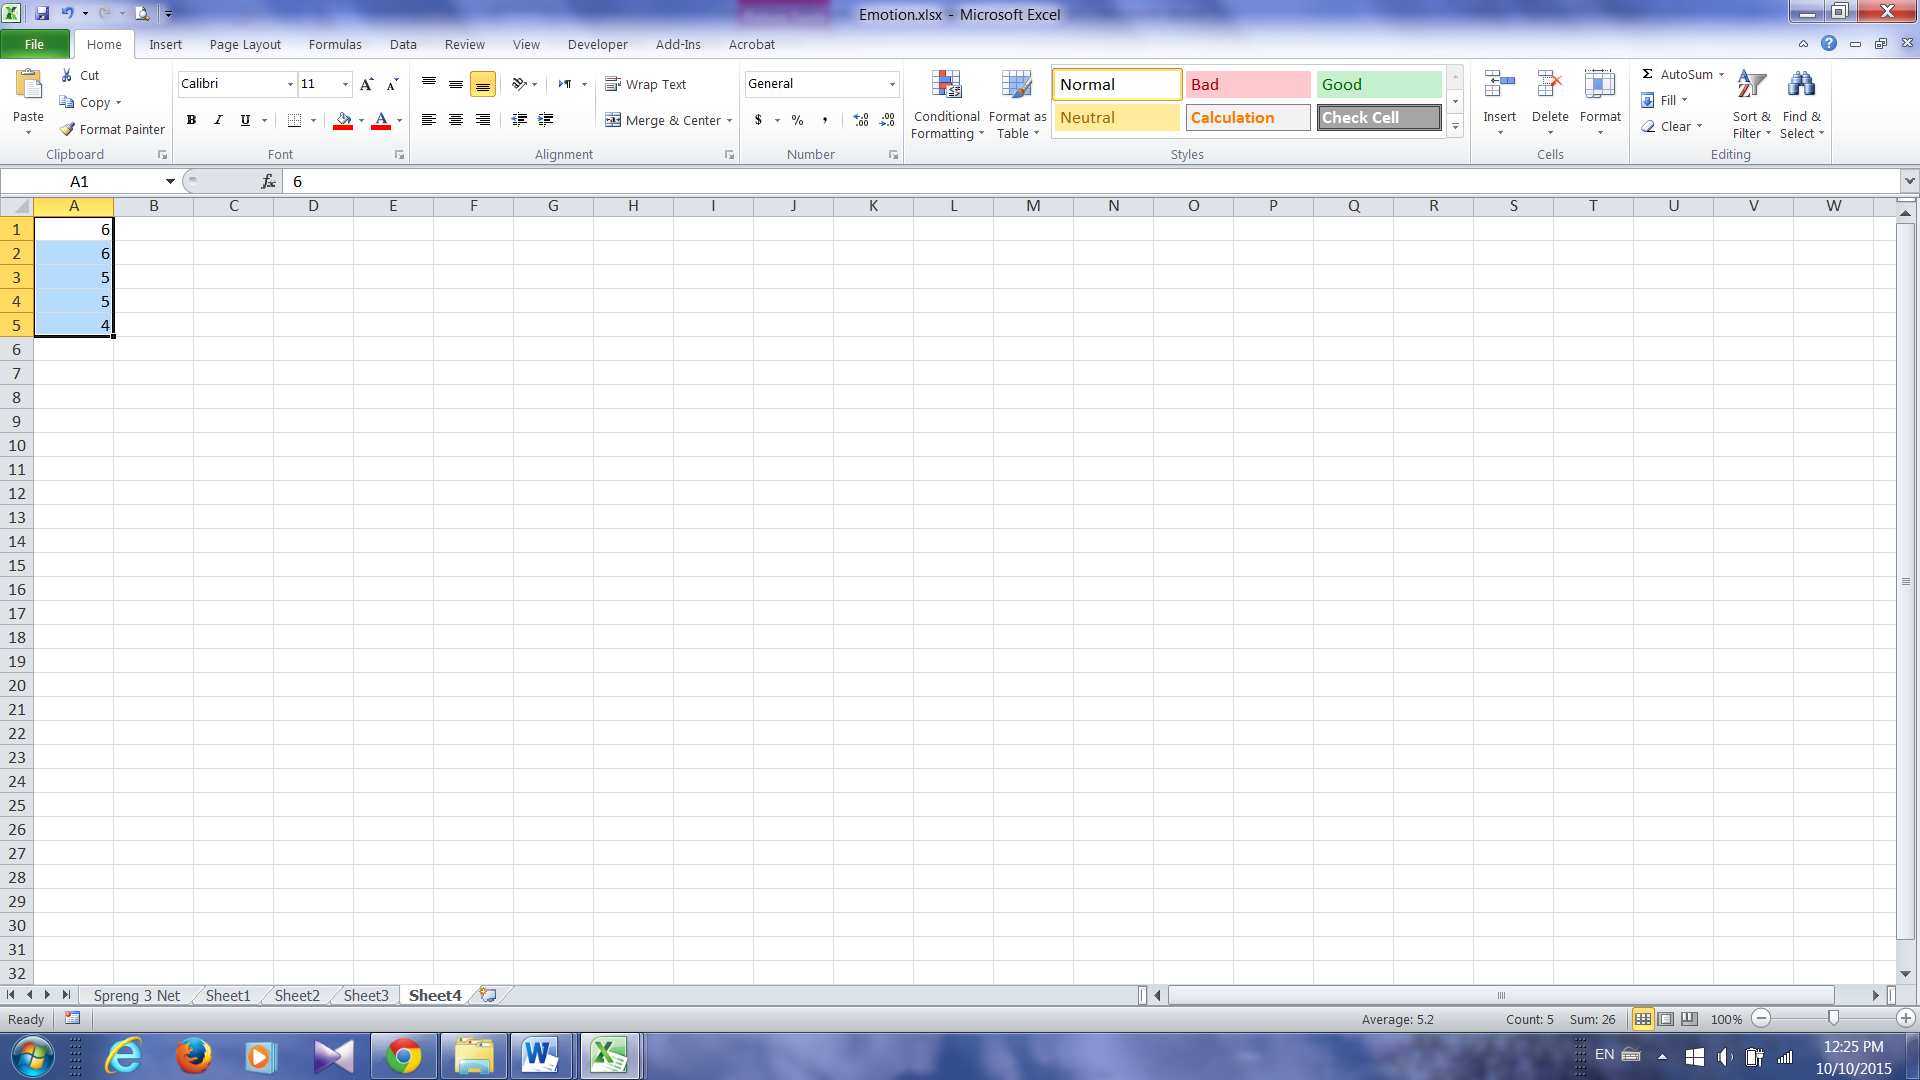 Emotion.xlsx - Microsoft Excel
File Home Insert Page Layout Formulas Data Review View Developer Add-Ins Acrobat
Paste
Cut
Copy
Format Painter
Clipboard
Calibri 11
B I U
Font
Wrap Text
Merge & Center
Alignment
General
$ % ,
Number
Conditional Formatting
Format as Table
Normal Bad Good
Neutral Calculation Check Cell
Styles
Insert Delete Format
Cells
Σ AutoSum
Fill
Clear
Sort & Filter
Find & Select
Editing
A1 fx 6
A B C D E F G H I J K L M N O P Q R S T U V W
1 6
2 6
3 5
4 5
5 4
6
7
8
9
10
11
12
13
14
15
16
17
18
19
20
21
22
23
24
25
26
27
28
29
30
31
32
Spreng 3 Net Sheet1 Sheet2 Sheet3 Sheet4
Ready Average: 5.2 Count: 5 Sum: 26 100%
EN 12:25 PM
10/10/2015